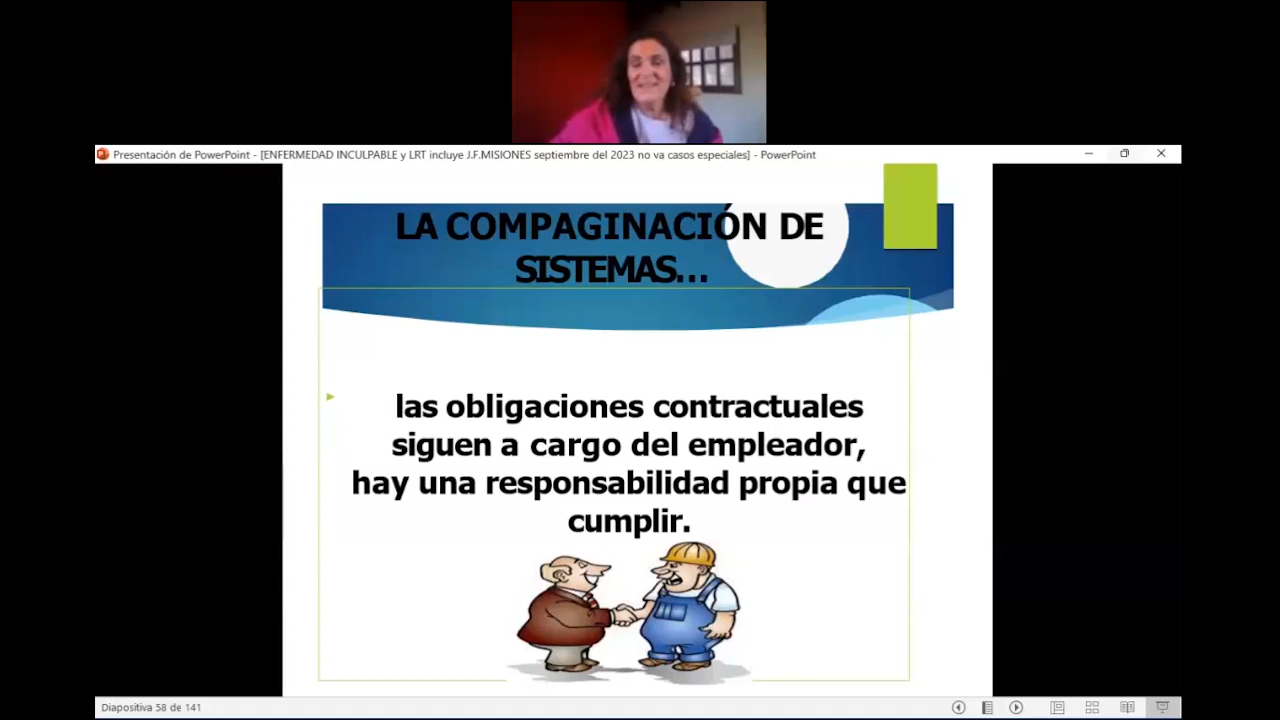 Presentación de PowerPoint - [ENFERMEDAD INCULPABLE y LRT incluye J.F.MISIONES septiembre del 2023 no va casos especiales] - PowerPoint
LA COMPAGINACIÓN DE
SISTEMAS...
las obligaciones contractuales
siguen a cargo del empleador,
hay una responsabilidad propia que
cumplir.
Diapositiva 58 de 141